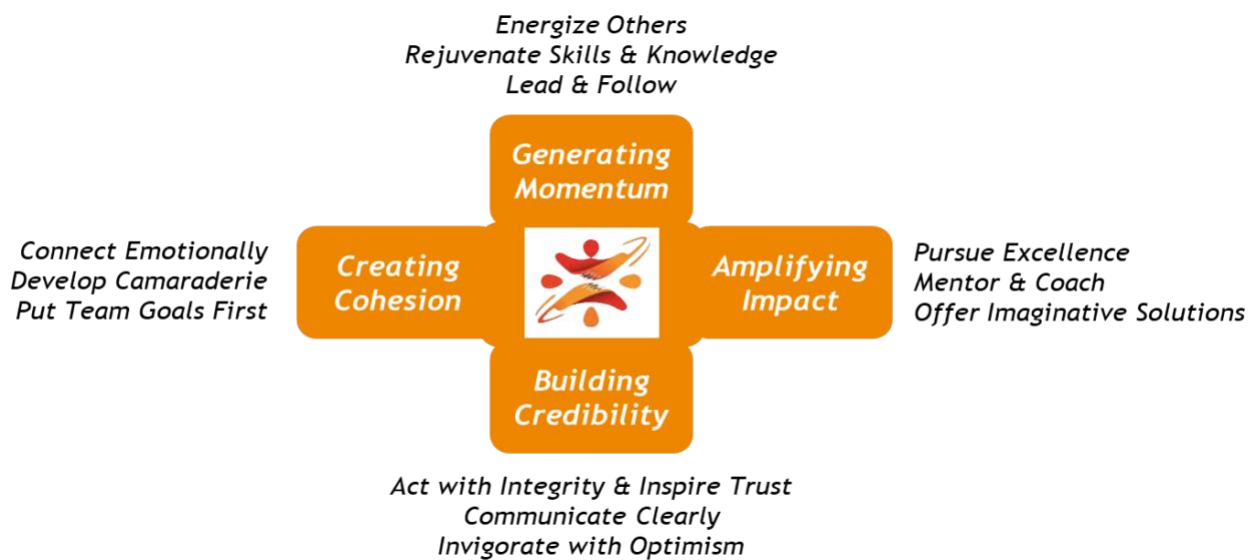 Energize Others
Rejuvenate Skills & Knowledge
Lead & Follow
Generating
Momentum
Connect Emotionally
Develop Camaraderie
Put Team Goals First
Creating
Cohesion
Amplifying
Impact
Pursue Excellence
Mentor & Coach
Offer Imaginative Solutions
Building
Credibility
Act with Integrity & Inspire Trust
Communicate Clearly
Invigorate with Optimism